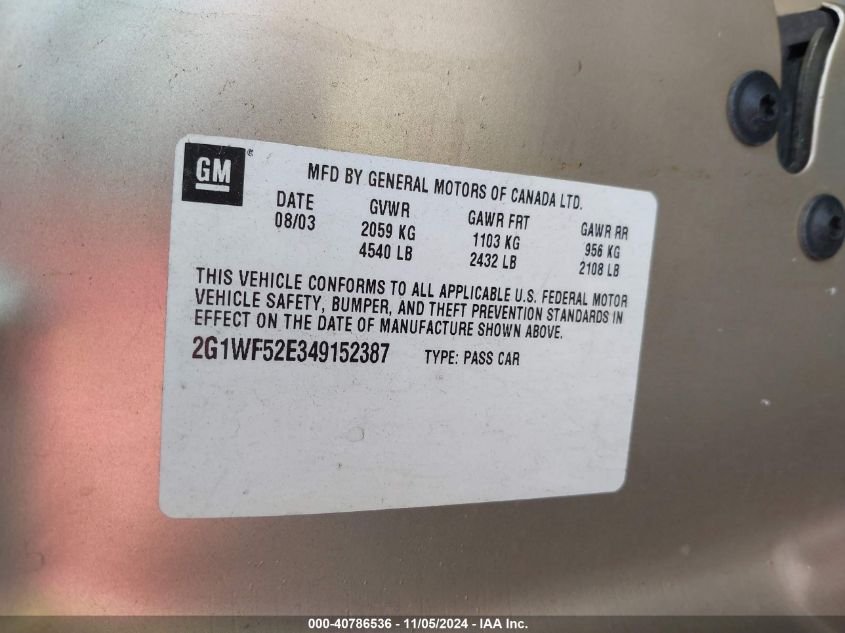 GM®
MFD BY GENERAL MOTORS OF CANADA LTD.
DATE GVWR GAWR FRT GAWR RR
08/03 2059 KG 1103 KG 956 KG
4540 LB 2432 LB 2108 LB
THIS VEHICLE CONFORMS TO ALL APPLICABLE U.S. FEDERAL MOTOR
VEHICLE SAFETY, BUMPER, AND THEFT PREVENTION STANDARDS IN
EFFECT ON THE DATE OF MANUFACTURE SHOWN ABOVE.
2G1WF52E349152387 TYPE: PASS CAR
000-40786536 - 11/05/2024 - IAA Inc.